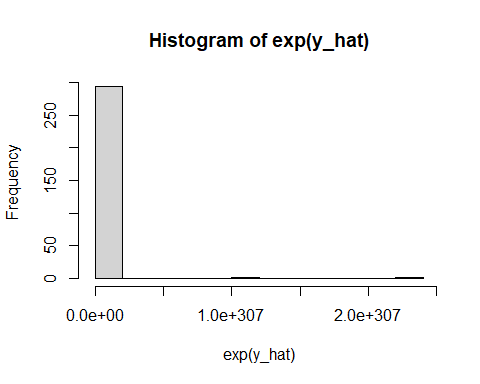 Histogram of exp(y_hat)
Frequency
250
150
50
0
0.0e+00 1.0e+307 2.0e+307
exp(y_hat)